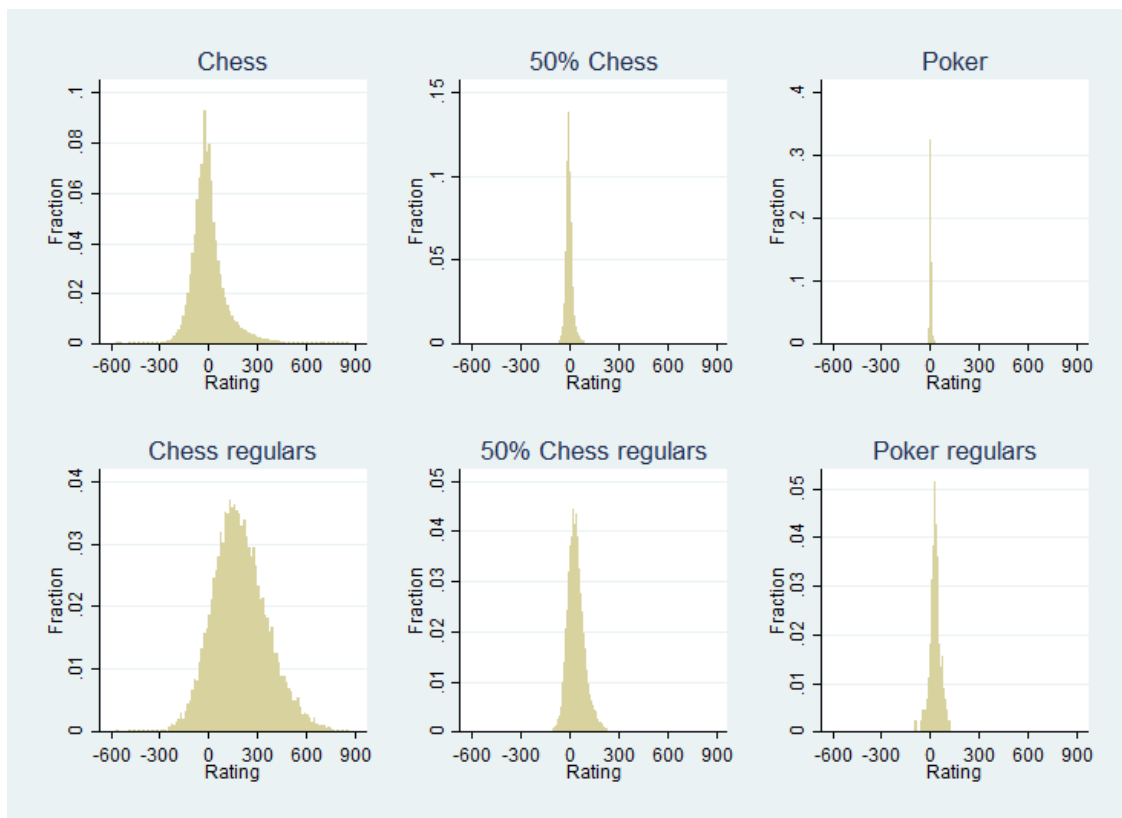 Chess
50% Chess
Poker
Fraction
0
.02
.04
.06
.08
.1
-600 -300 0 300 600 900
Rating
Fraction
0
.05
.1
.15
-600 -300 0 300 600 900
Rating
Fraction
0
.1
.2
.3
.4
-600 -300 0 300 600 900
Rating
Chess regulars
50% Chess regulars
Poker regulars
Fraction
0
.01
.02
.03
.04
-600 -300 0 300 600 900
Rating
Fraction
0
.01
.02
.03
.04
.05
-600 -300 0 300 600 900
Rating
Fraction
0
.01
.02
.03
.04
.05
-600 -300 0 300 600 900
Rating